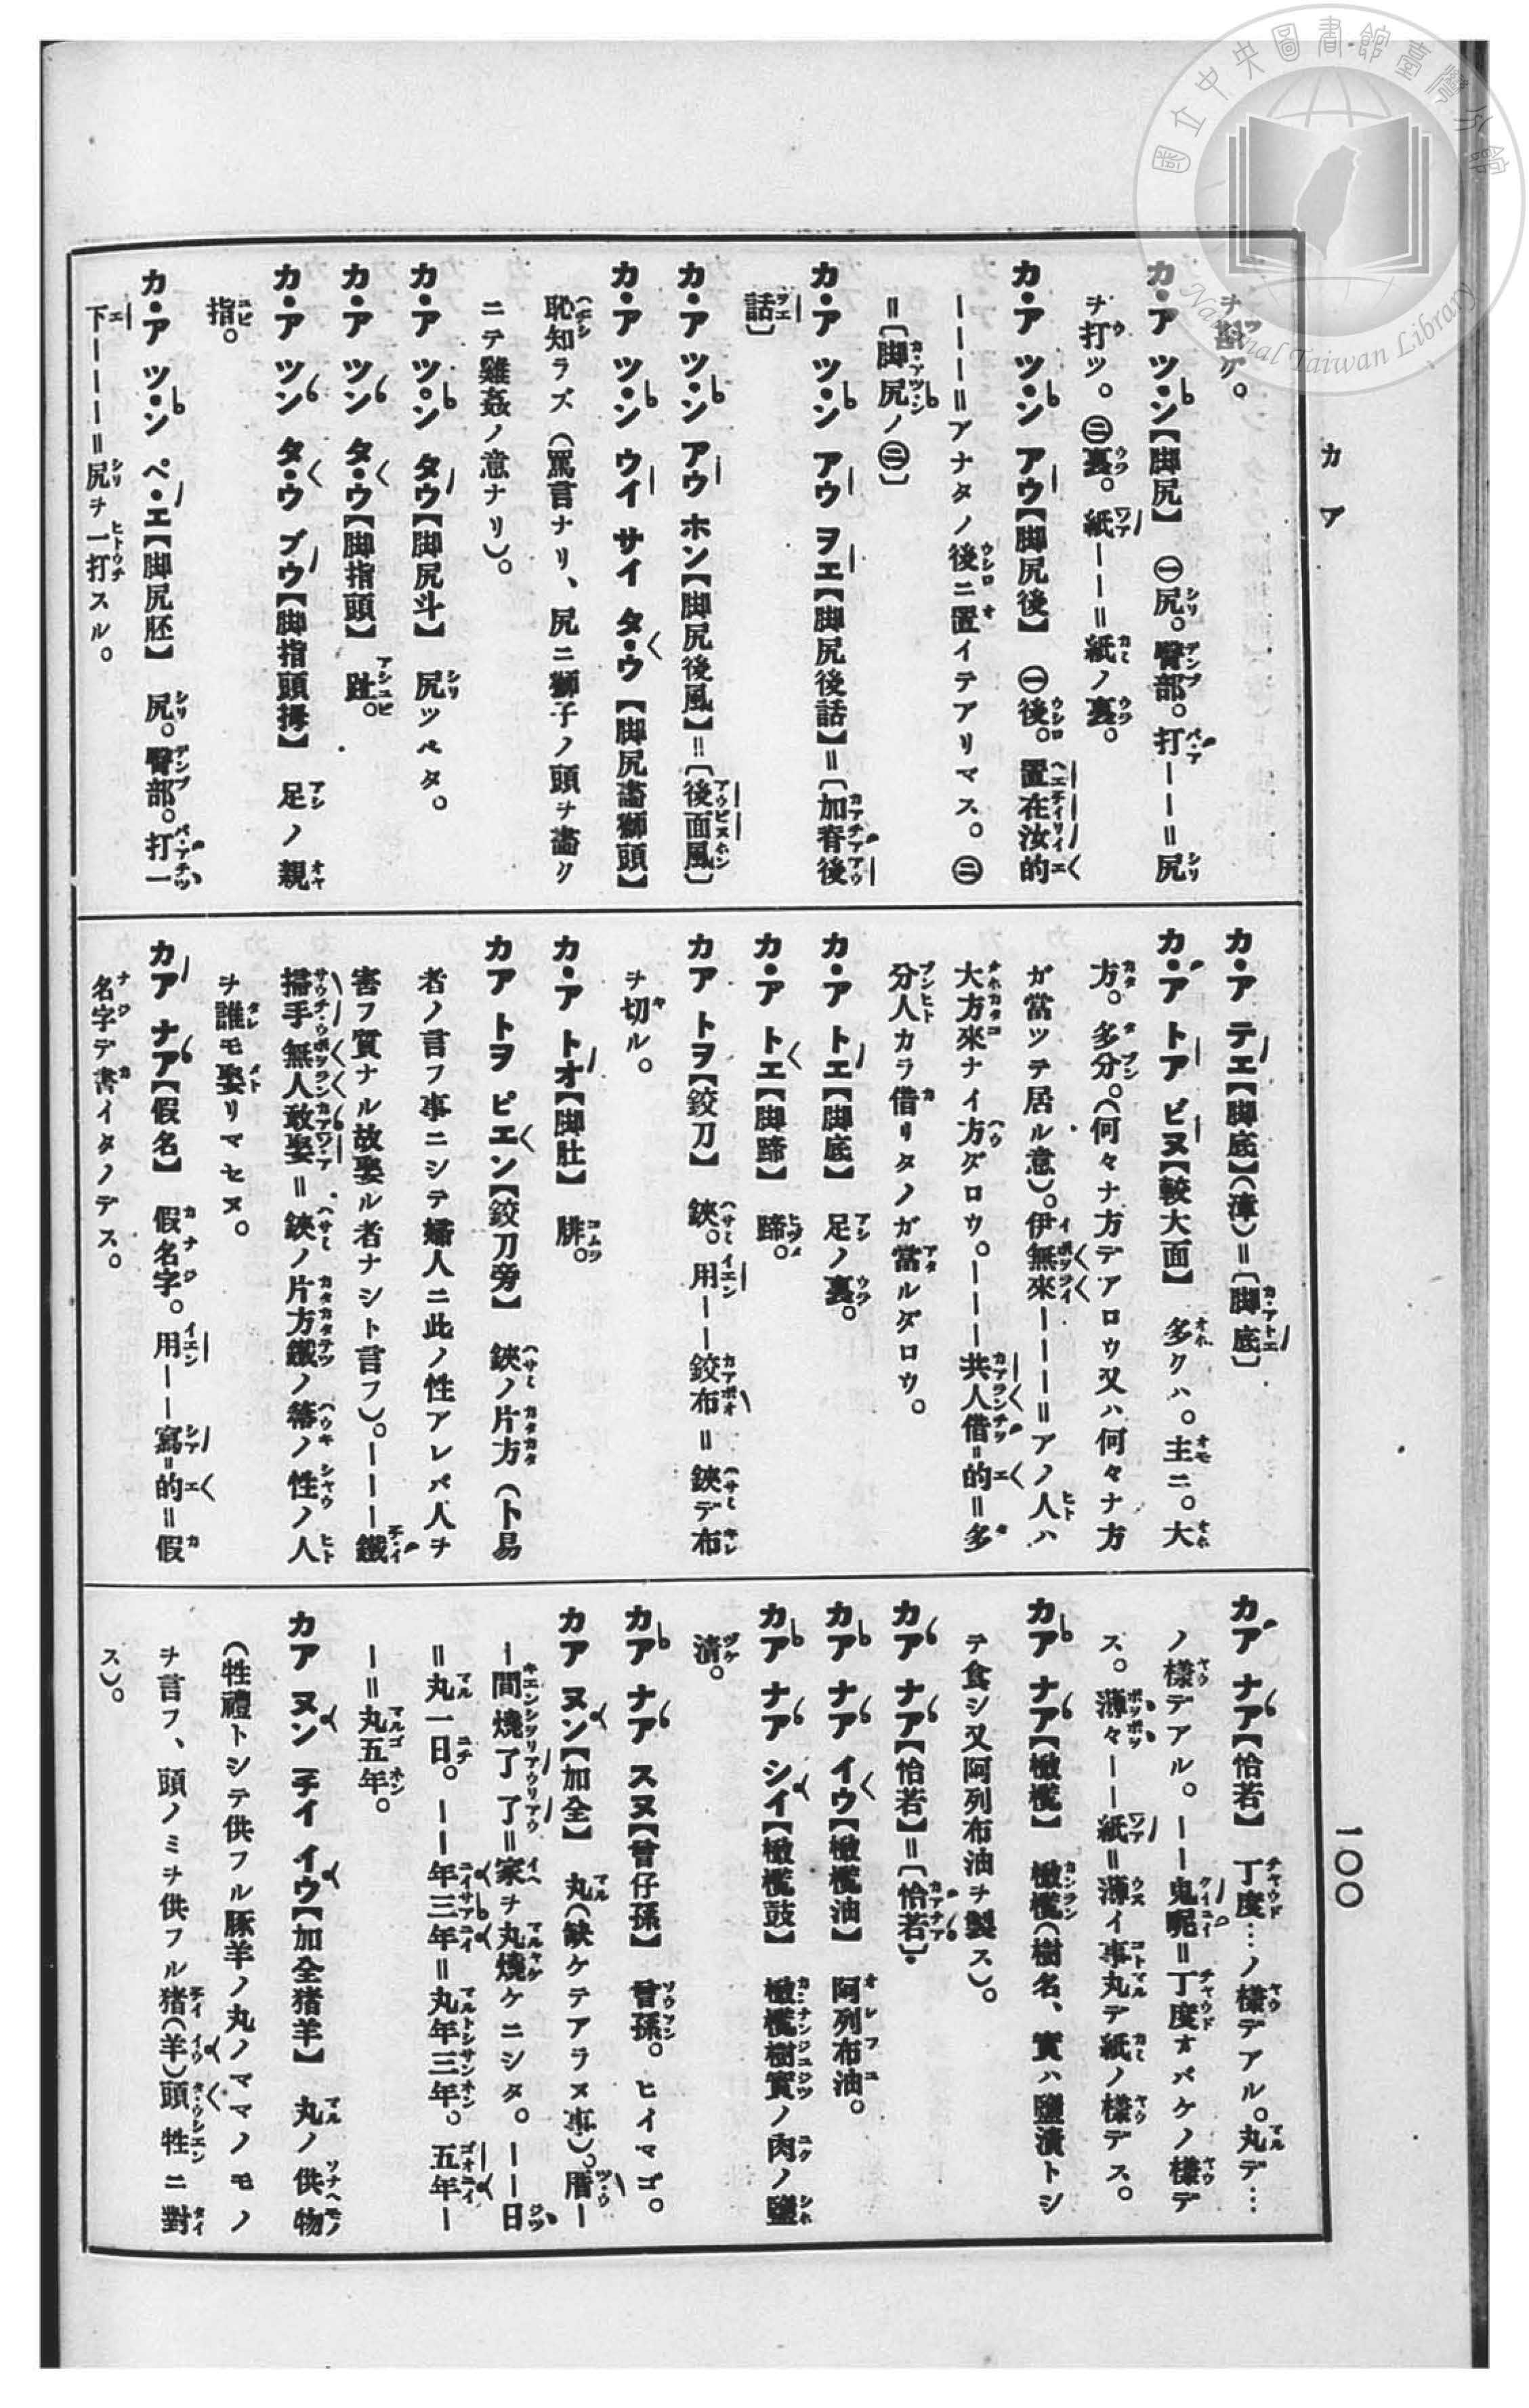 國立中央圖書館臺灣分館
National Taiwan Library
カア
一〇〇
ヲ斟グ。
カ・ア ツ・ン【脚尻】 ㊀尻。臀部。打ーー＝尻
ヲ打ツ。㊁裏。紙ーー＝紙ノ裏。
カ・ア ツ・ン アウ【脚尻後】 ㊀後。置在汝的
ーーー＝アナタノ後ニ置イテアリマス。㊁
＝〔脚尻ノ㊁〕
カ・ア ツ・ン アウ ヲエ【脚尻後話】＝〔加脊後
話〕
カ・ア ツ・ン アウ ホン【脚尻後風】＝〔後面風〕
カ・ア ツ・ン ウイ サイ タ・ウ【脚尻畵獅頭】
恥知ラズ（罵言ナリ、尻ニ獅子ノ頭ヲ畵ク
ニテ雞姦ノ意ナリ）。
カ・ア ツ・ン タウ【脚尻斗】 尻ッペタ。
カ・ア ツン タ・ウ【脚指頭】 趾。
カ・ア ツン タ・ウ ブウ【脚指頭拇】 足ノ親
指。
カ・ア ツ・ン ペ・エ【脚尻胚】 尻。臀部。打一
下ーーーー＝尻ヲ一打スル。
カ・ア テエ【脚底】（漳）＝〔脚底〕
カ・ア トア ビヌ【較大面】 多クハ。主ニ。大
方。多分。（何々ナ方デアロウ又ハ何々ナ方
ガ當ツテ居ル意）。伊無來ーーー＝アノ人ハ
大方來ナイ方ダロウ。ーーー共人借＝的＝多
分人カラ借リタノガ當ルダロウ。
カ・ア トエ【脚底】 足ノ裏。
カ・ア トエ【脚蹄】 蹄。
カア トヲ【鉸刀】 鋏。用ーー鉸布＝鋏デ布
ヲ切ル。
カ・ア トオ【脚肚】 腓。
カア トヲ ピエン【鉸刀旁】 鋏ノ片方（卜易
者ノ言フ事ニシテ婦人ニ此ノ性アレバ人ヲ
害フ質ナル故娶ル者ナシト言フ）。ーーー鐵
掃手無人敢娶＝鋏ノ片方鐵ノ箒ノ性ノ人
ヲ誰モ娶リマセヌ。
カア ナア【假名】 假名字。用ーー寫＝的＝假
名字デ書イタノデス。
カア ナア【恰若】 丁度…ノ樣デアル。丸デ…
ノ樣デアル。ーー鬼呢＝丁度オバケノ樣デ
ス。薄々ーー紙＝薄イ事丸デ紙ノ樣デス。
カア ナア【橄欖】 橄欖（樹名、實ハ鹽漬トシ
テ食シ又阿列布油ヲ製ス）。
カア ナア【恰若】＝〔恰若〕。
カア ナア イウ【橄欖油】 阿列布油。
カア ナア シイ【橄欖豉】 橄欖樹實ノ肉ノ鹽
漬。
カア ナア スヌ【曾仔孫】 曾孫。ヒイマゴ。
カア ヌン【加全】 丸（缺ケテアラヌ事）。厝ー
ー間燒了了＝家ヲ丸燒ケニシタ。ーー日
＝丸一日。ーー年三年＝丸年三年。五年ー
ー＝丸五年。
カア ヌン チイ イウ【加全猪羊】 丸ノ供物
（牲禮トシテ供フル豚羊ノ丸ノママノモノ
ヲ言フ、頭ノミヲ供フル猪（羊）頭牲ニ對
ス）。